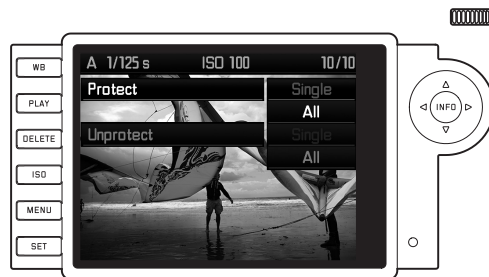 WB
PLAY
DELETE
ISO
MENU
SET
A 1/125 s ISO 100 10/10
Protect Single
All
Unprotect Single
All
INFO